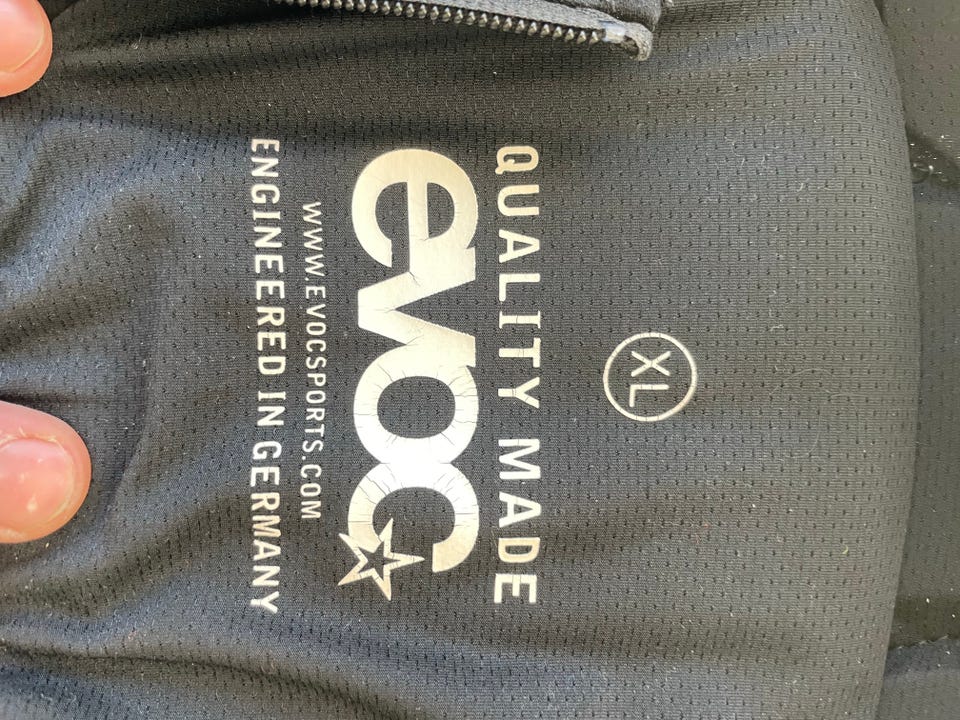 XL
QUALITY MADE
evoc
WWW.EVOCSPORTS.COM
ENGINEERED IN GERMANY